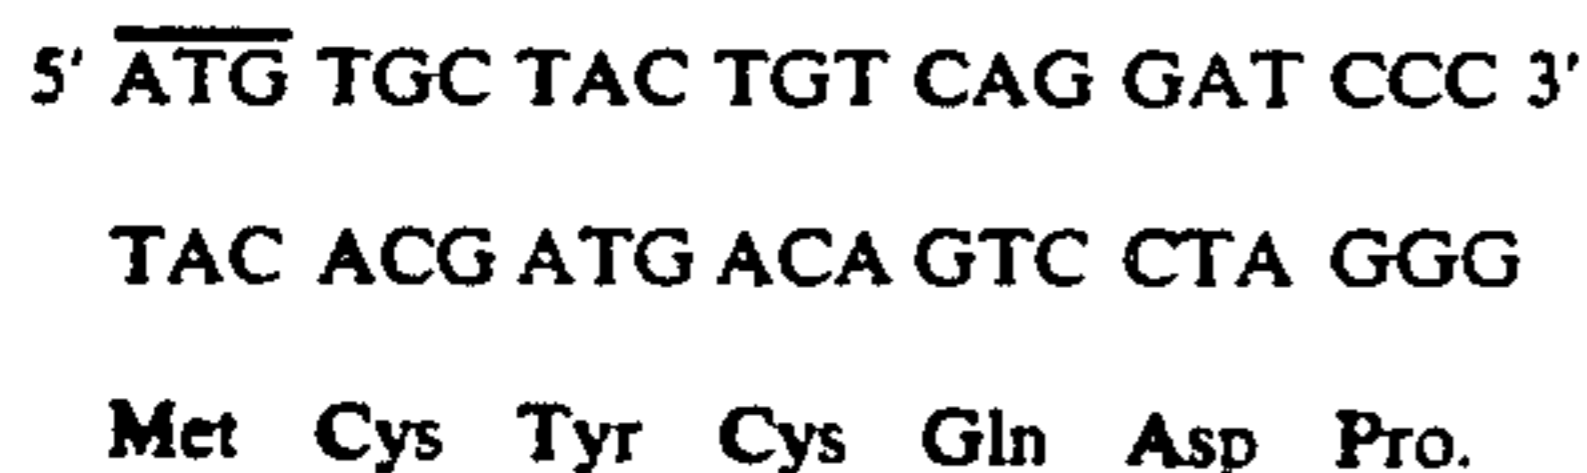 5' ATG TGC TAC TGT CAG GAT CCC 3'
TAC ACG ATG ACA GTC CTA GGG
Met Cys Tyr Cys Gln Asp Pro.